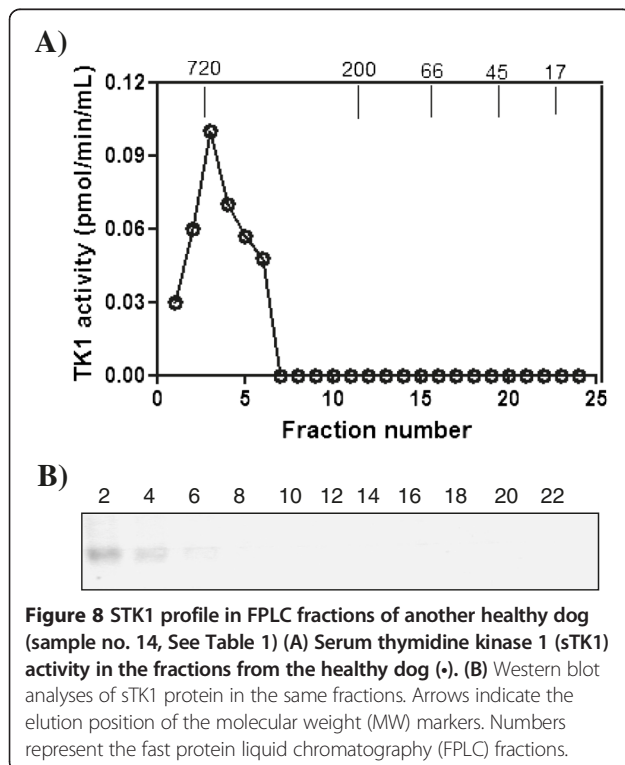 A)
720 200 66 45 17
0.12
0.09
0.06
0.03
0.00
TK1 activity (pmol/min/mL)
0 5 10 15 20 25
Fraction number
B)
2 4 6 8 10 12 14 16 18 20 22
Figure 8 STK1 profile in FPLC fractions of another healthy dog
(sample no. 14, See Table 1) (A) Serum thymidine kinase 1 (sTK1)
activity in the fractions from the healthy dog (•). (B) Western blot
analyses of sTK1 protein in the same fractions. Arrows indicate the
elution position of the molecular weight (MW) markers. Numbers
represent the fast protein liquid chromatography (FPLC) fractions.